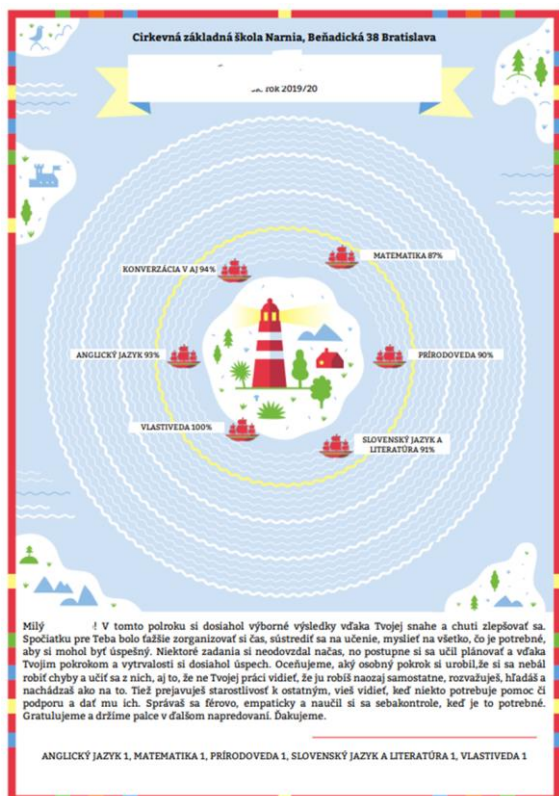 Cirkevná základná škola Narnia, Beňadická 38 Bratislava
rok 2019/20
MATEMATIKA 87%
KONVERZÁCIA V AJ 94%
ANGLICKÝ JAZYK 93%
PRÍRODOVEDA 90%
VLASTIVEDA 100%
SLOVENSKÝ JAZYK A
LITERATÚRA 91%
Milý ! V tomto polroku si dosiahol výborné výsledky vďaka Tvojej snahe a chuti zlepšovať sa.
Spočiatku pre Teba bolo ťažšie zorganizovať si čas, sústrediť sa na učenie, myslieť na všetko, čo je potrebné,
aby si mohol byť úspešný. Niektoré zadania si neodovzdal načas, no postupne si sa učil plánovať a vďaka
Tvojim pokrokom a vytrvalosti si dosiahol úspech. Oceňujeme, aký osobný pokrok si urobil,že si sa nebál
robiť chyby a učiť sa z nich, aj to, že ne Tvojej práci vidieť, že ju robíš naozaj samostatne, rozvažuješ, hľadáš a
nachádzaš ako na to. Tiež prejavuješ starostlivosť k ostatným, vieš vidieť, keď niekto potrebuje pomoc či
podporu a dať mu ich. Správaš sa férovo, empaticky a naučil si sa sebakontrole, keď je to potrebné.
Gratulujeme a držíme palce v ďalšom napredovaní. Ďakujeme.
ANGLICKÝ JAZYK 1, MATEMATIKA 1, PRÍRODOVEDA 1, SLOVENSKÝ JAZYK A LITERATÚRA 1, VLASTIVEDA 1